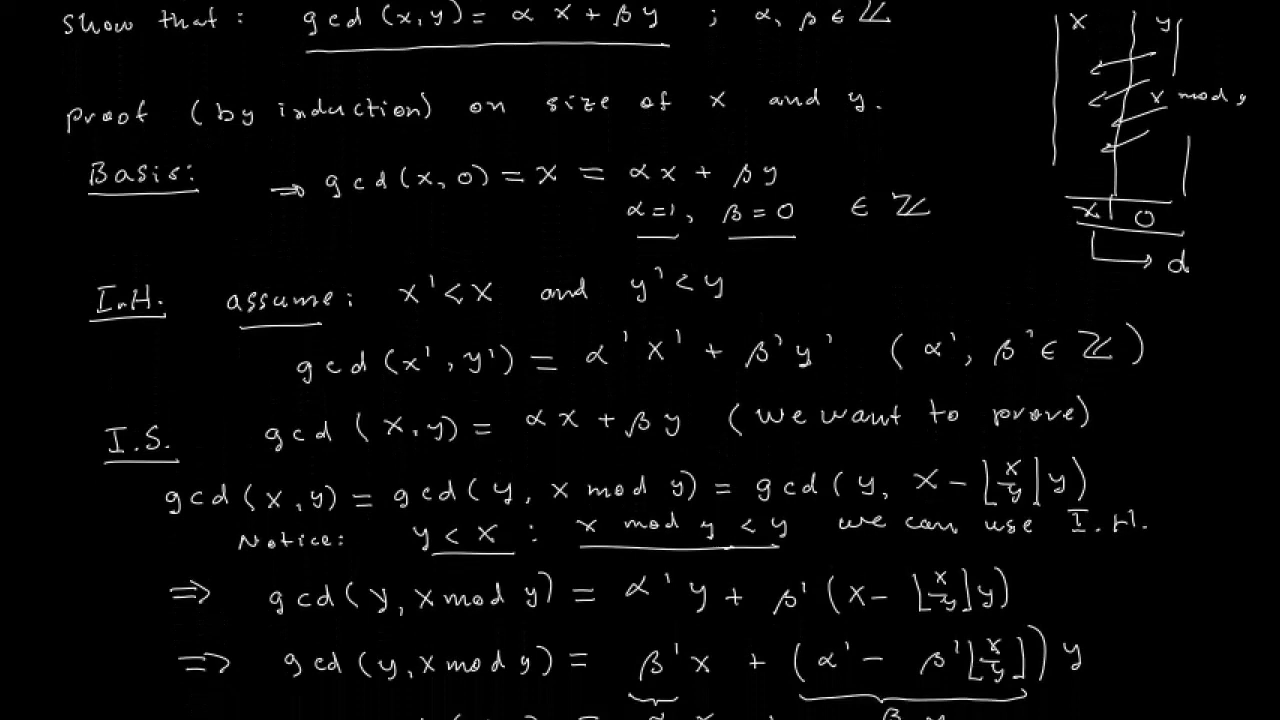 show that: gcd(x,y) = α x + β y ; α, β ∈ ℤ
proof (by induction) on size of x and y.
Basis: ⇒ gcd(x,0) = x = αx + βy
α=1, β=0 ∈ ℤ
I.H. assume: x'<x and y'<y
gcd(x',y') = α'x' + β'y' (α', β' ∈ ℤ)
I.S. gcd(x,y) = αx + βy (we want to prove)
gcd(x,y) = gcd(y, x mod y) = gcd(y, x - ⌊x/y⌋y)
Notice: y < x : x mod y < y we can use I.H.
⇒ gcd(y, x mod y) = α'y + β'(x - ⌊x/y⌋y)
⇒ gcd(y, x mod y) = β'x + (α' - β'⌊x/y⌋)y
x y
x mod y
x 0
d